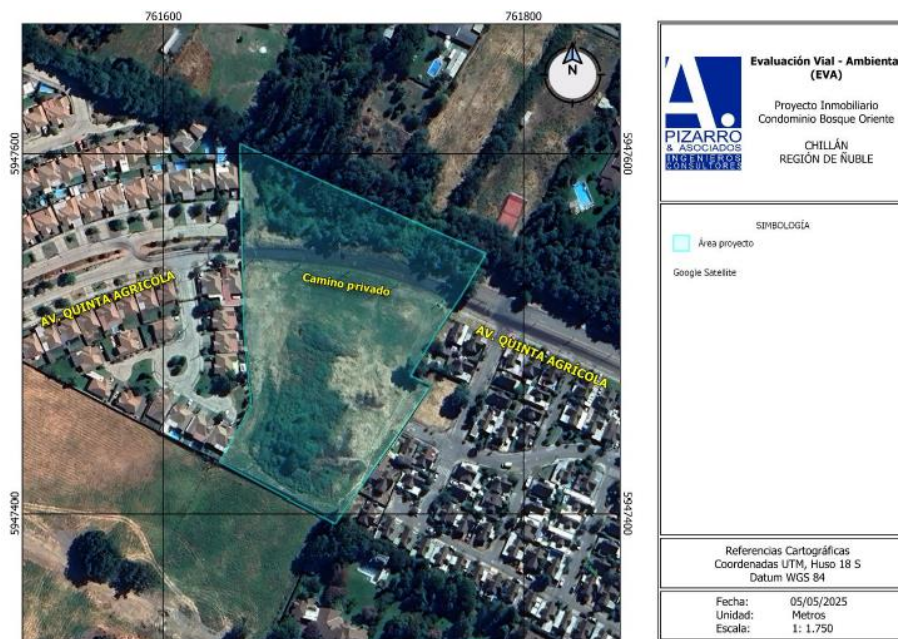 761600
761800
5947600
5947600
5947400
5947400
N
Camino privado
AV. QUINTA AGRÍCOLA
AV. QUINTA AGRÍCOLA
A.
PIZARRO
& ASOCIADOS
INGENIEROS
CONSULTORES
Evaluación Vial - Ambienta
(EVA)
Proyecto Inmobiliario
Condominio Bosque Oriente
CHILLÁN
REGIÓN DE ÑUBLE
SIMBOLOGÍA
Área proyecto
Google Satellite
Referencias Cartográficas
Coordenadas UTM, Huso 18 S
Datum WGS 84
Fecha: 05/05/2025
Unidad: Metros
Escala: 1: 1.750